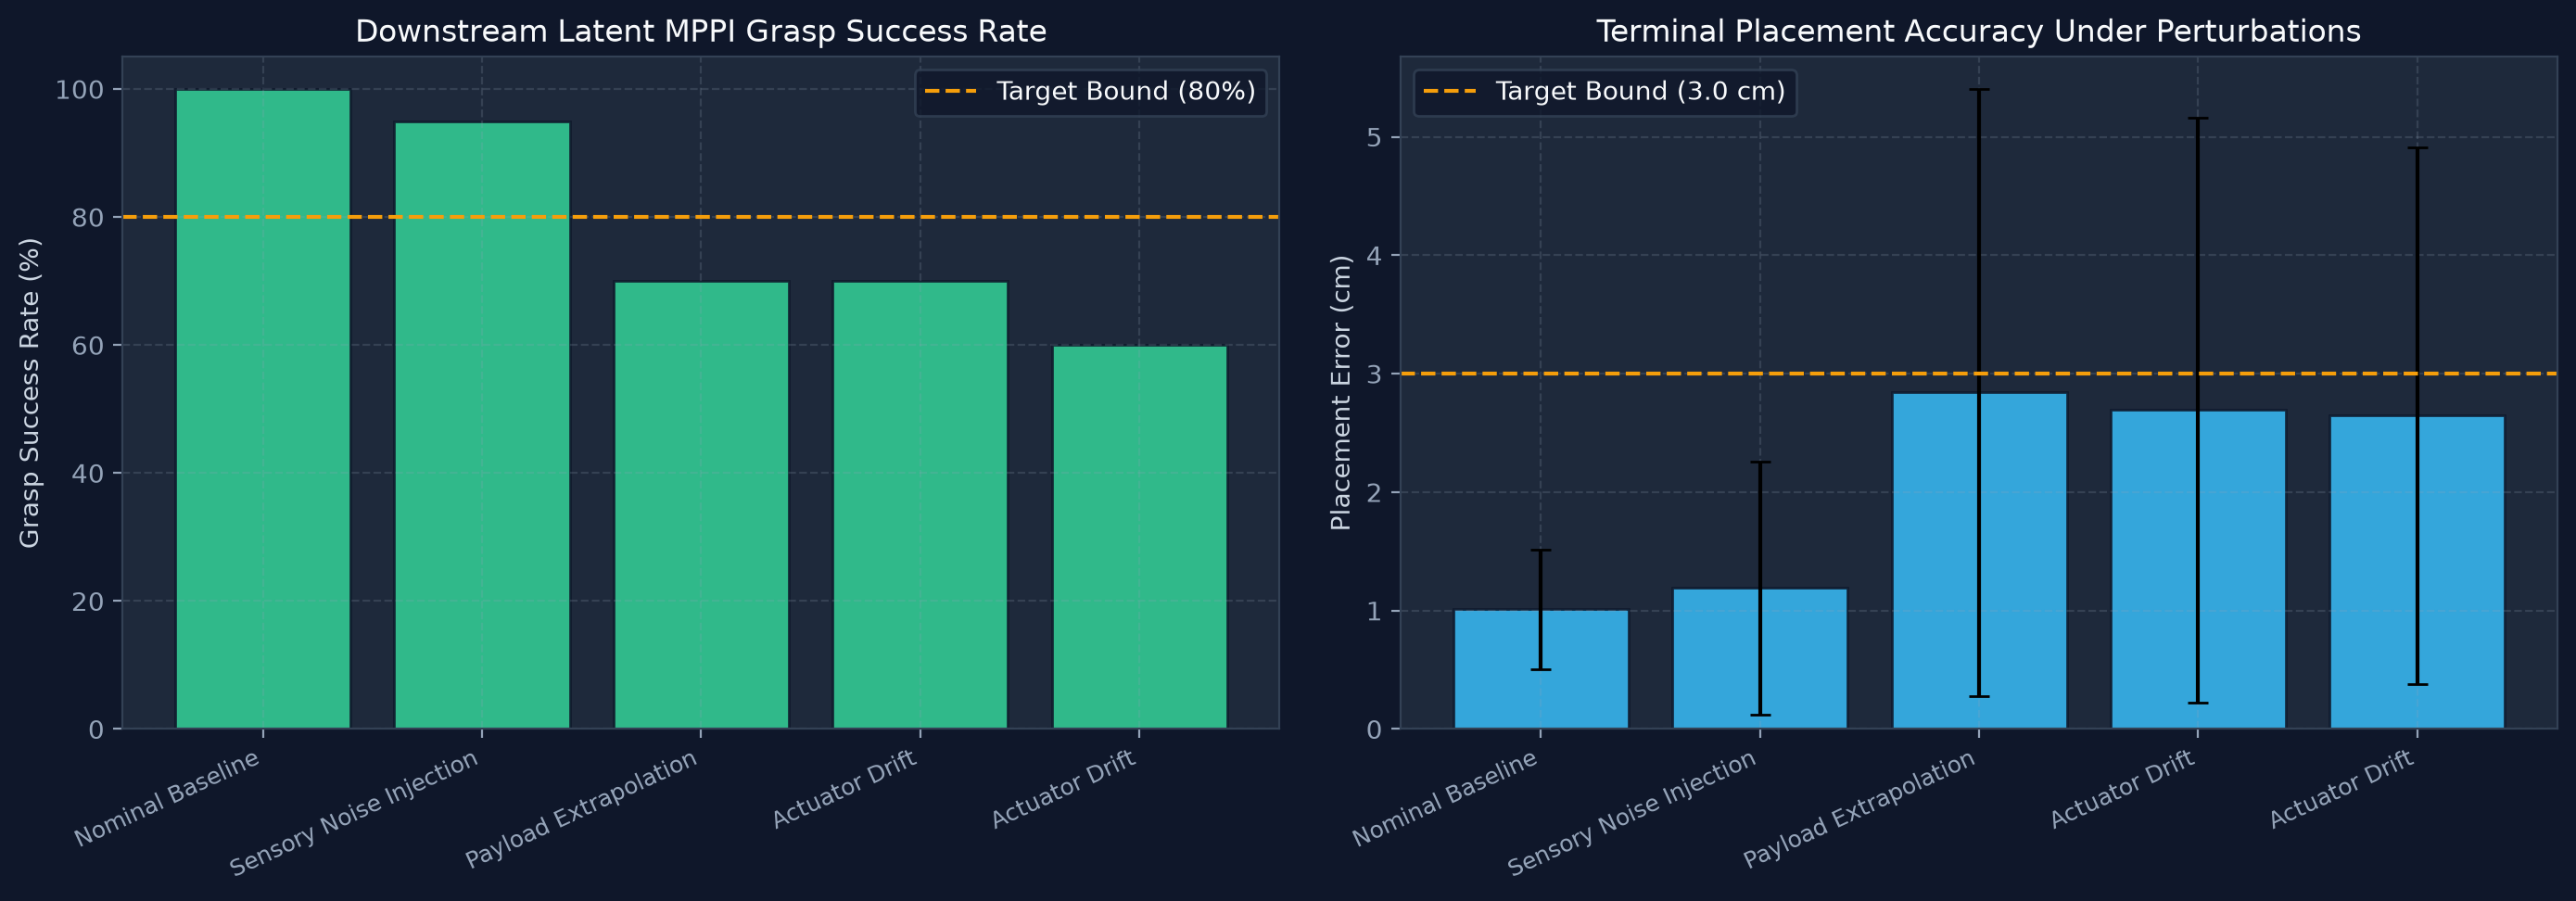 Downstream Latent MPPI Grasp Success Rate
Target Bound (80%)
Grasp Success Rate (%)
100
80
60
40
20
0
Nominal Baseline
Sensory Noise Injection
Payload Extrapolation
Actuator Drift
Actuator Drift
Terminal Placement Accuracy Under Perturbations
Target Bound (3.0 cm)
Placement Error (cm)
5
4
3
2
1
0
Nominal Baseline
Sensory Noise Injection
Payload Extrapolation
Actuator Drift
Actuator Drift